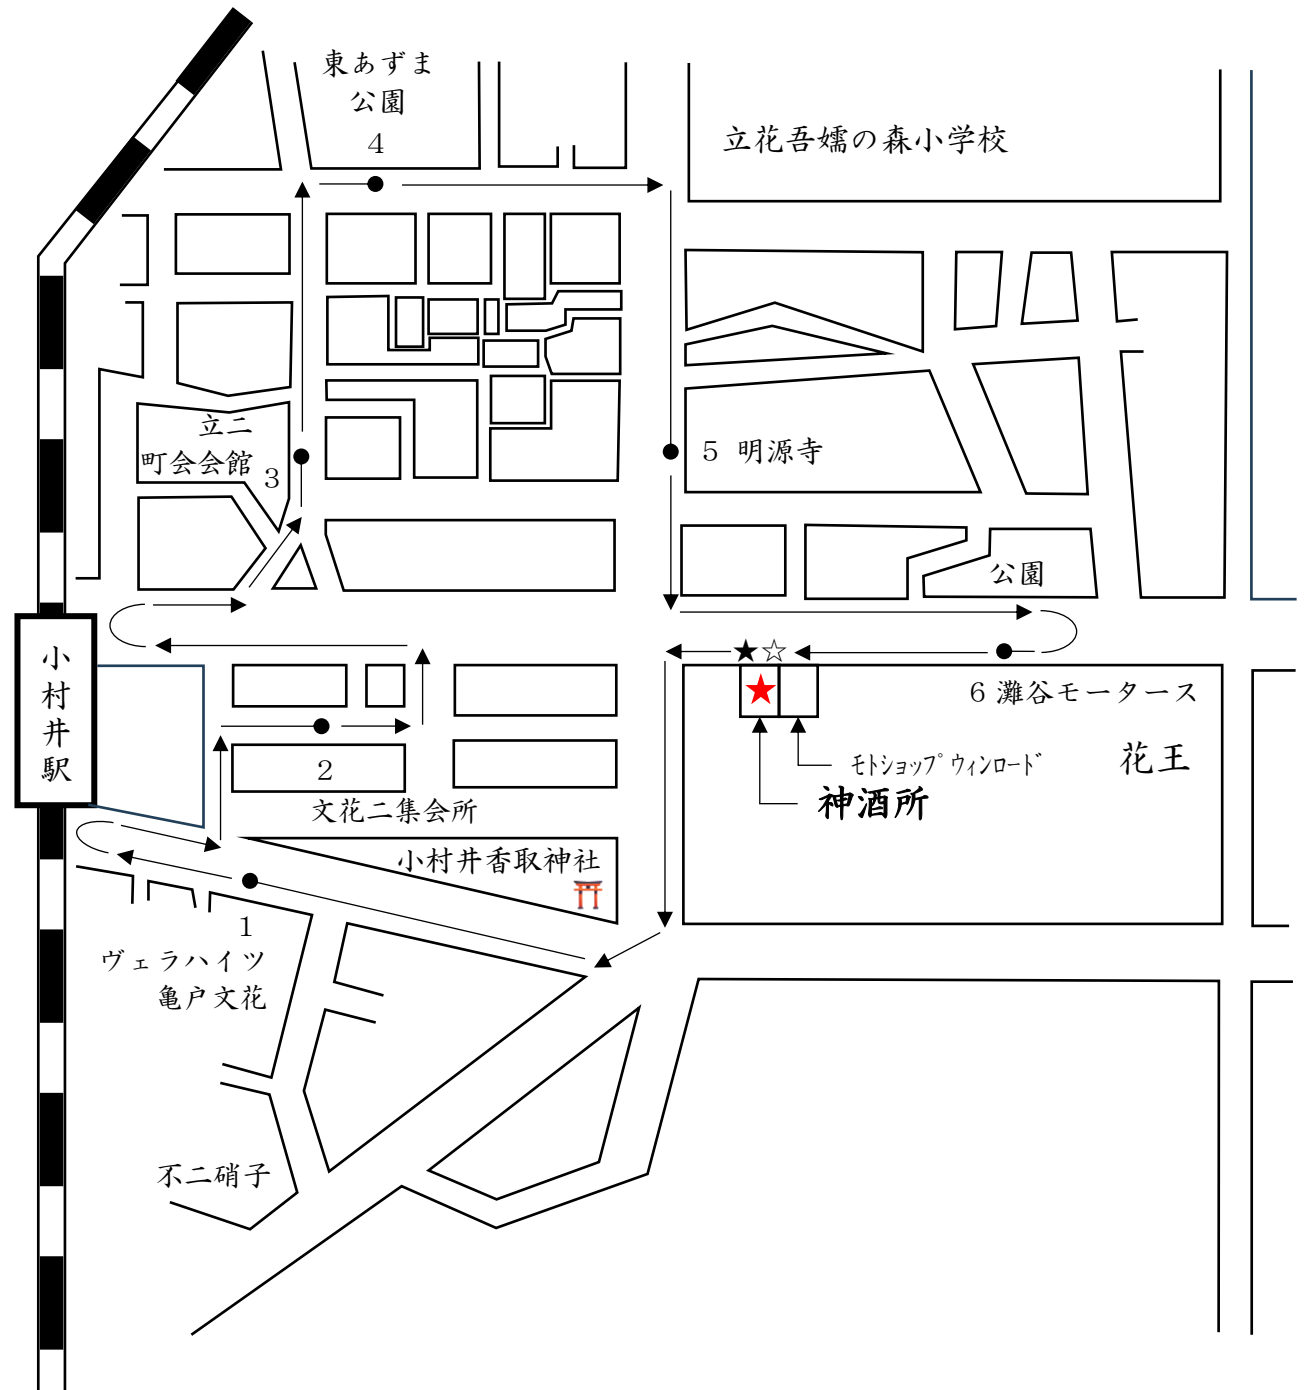 東あずま
公園
4
立花吾嬬の森小学校
立二
町会会館
3
5 明源寺
公園
小村井駅
★☆
★
6 灘谷モータース
2
モトショップ ウィンロード
花王
神酒所
文花二集会所
小村井香取神社
1
ヴェラハイツ
亀戸文花
不二硝子